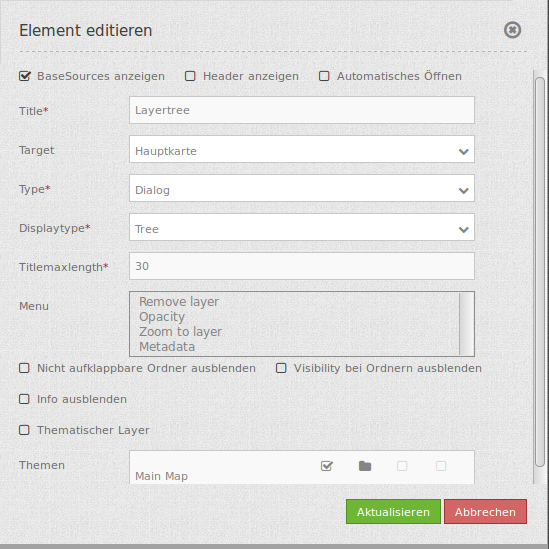 Element editieren
BaseSources anzeigen Header anzeigen Automatisches Öffnen
Title* Layertree
Target Hauptkarte
Type* Dialog
Displaytype* Tree
Titlemaxlength* 30
Menu Remove layer
Opacity
Zoom to layer
Metadata
Nicht aufklappbare Ordner ausblenden Visibility bei Ordnern ausblenden
Info ausblenden
Thematischer Layer
Themen
Main Map
Aktualisieren Abbrechen